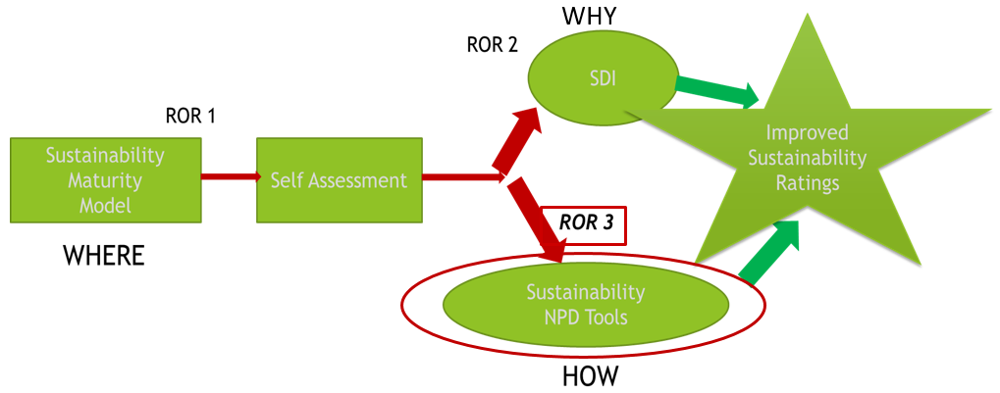 WHY
ROR 2
SDI
ROR 1
Improved
Sustainability
Ratings
Sustainability
Maturity
Model
Self Assessment
WHERE
ROR 3
Sustainability
NPD Tools
HOW